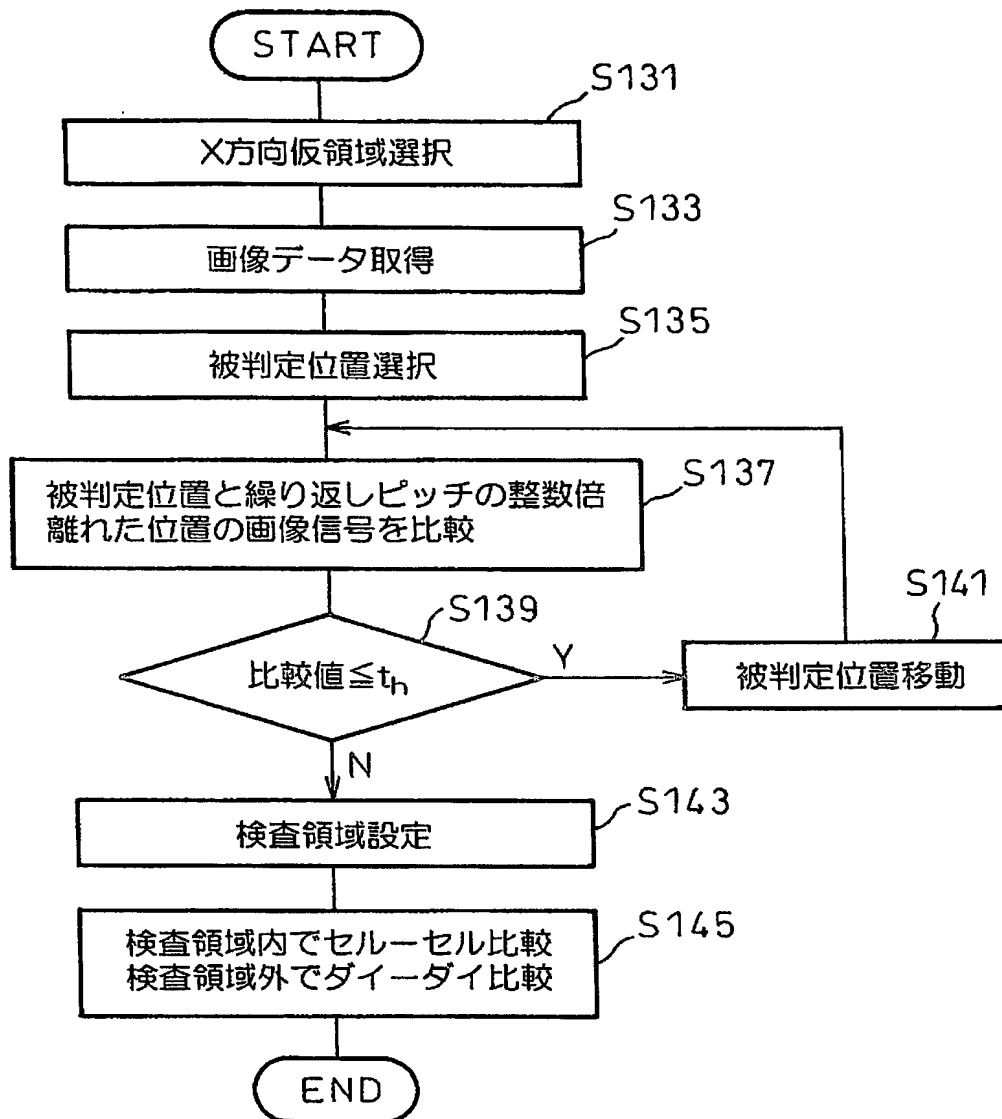 START
S131
X方向仮領域選択
S133
画像データ取得
S135
被判定位置選択
S137
被判定位置と繰り返しピッチの整数倍
離れた位置の画像信号を比較
S139
比較値≦th
Y
S141
被判定位置移動
N
S143
検査領域設定
S145
検査領域内でセルーセル比較
検査領域外でダイーダイ比較
END